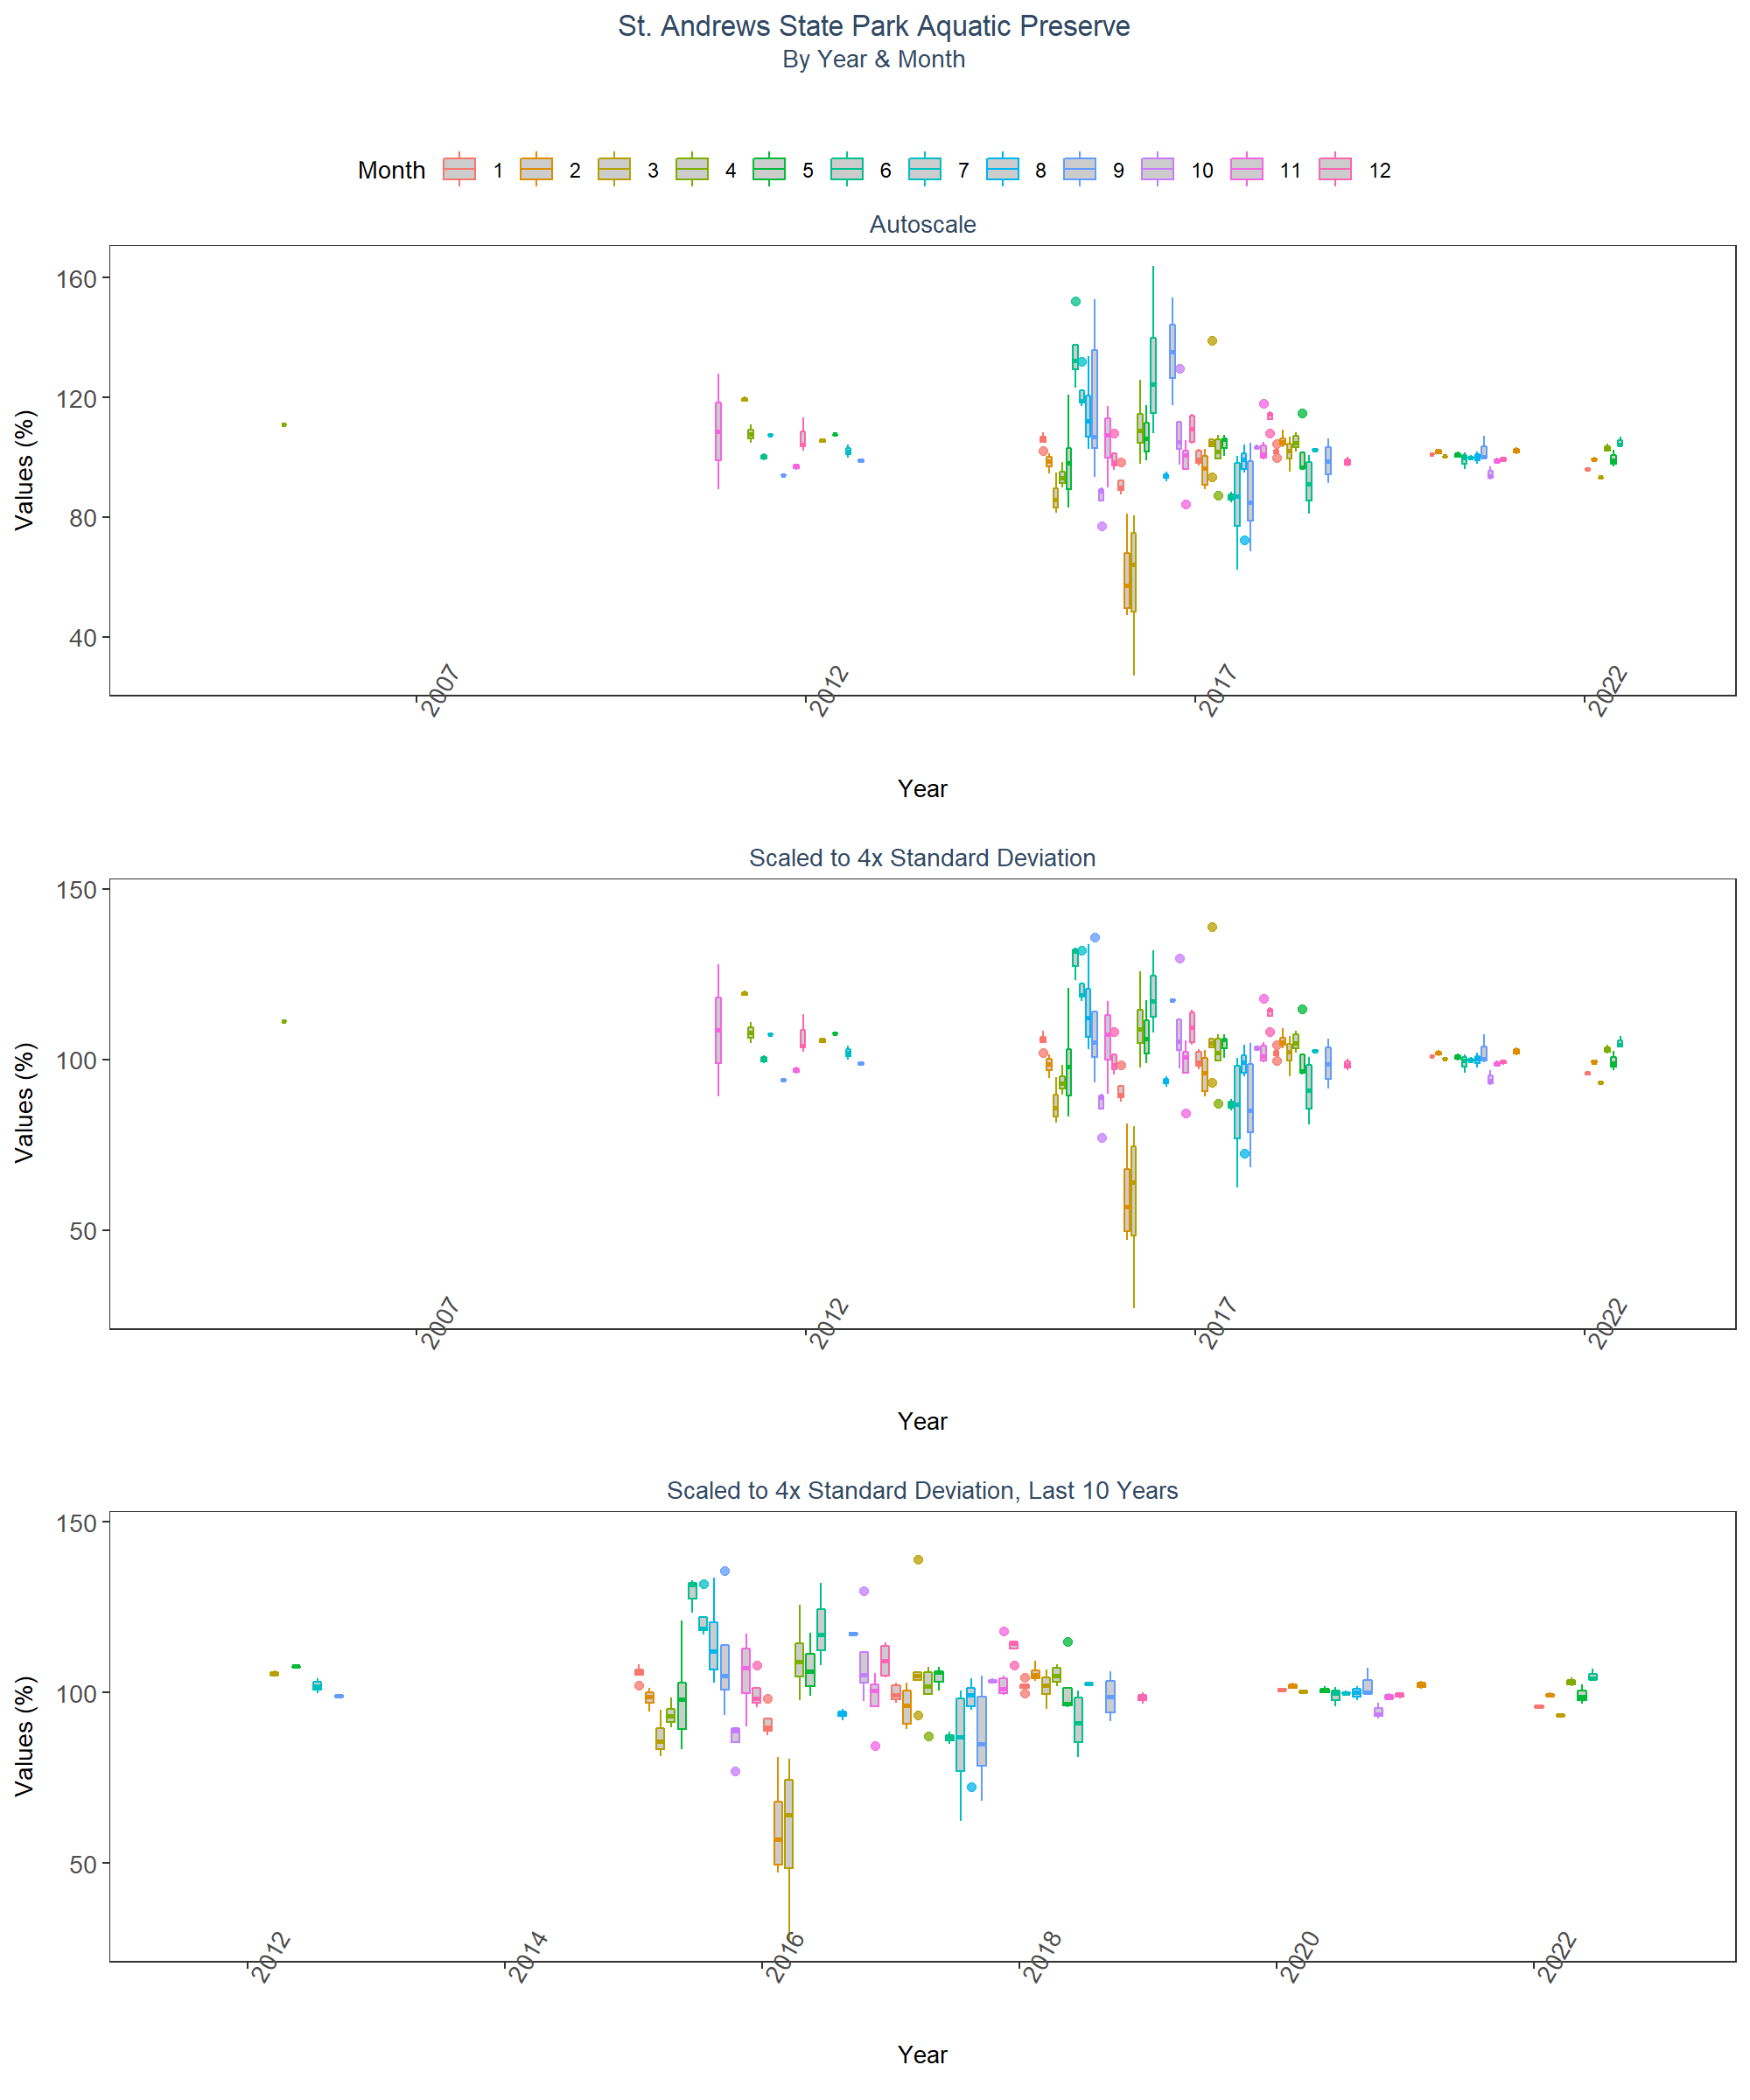 St. Andrews State Park Aquatic Preserve
By Year & Month
Month 1 2 3 4 5 6 7 8 9 10 11 12
Autoscale
Values (%)
160
120
80
40
2007 2012 2017 2022
Year
Scaled to 4x Standard Deviation
Values (%)
150
100
50
2007 2012 2017 2022
Year
Scaled to 4x Standard Deviation, Last 10 Years
Values (%)
150
100
50
2012 2014 2016 2018 2020 2022
Year